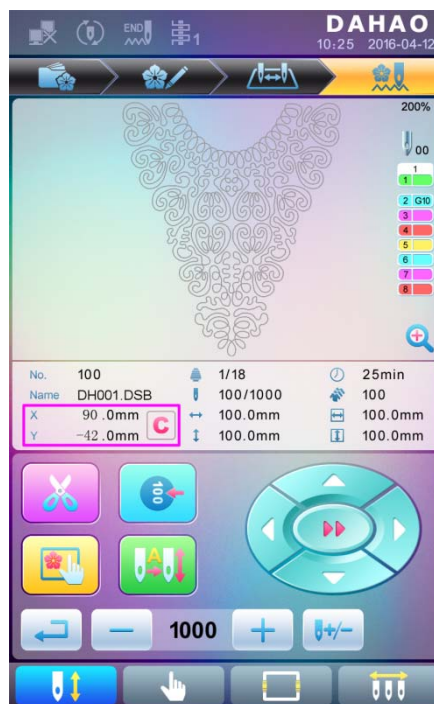 END
1
DAHAO
10:25 2016-04-12
200%
00
1
1
2 G10
3
4
5
6
7
8
No. 100 1/18 25min
Name DH001.DSB 100/1000 100
X 90 .0mm C 100.0mm 100.0mm
Y -42 .0mm 100.0mm 100.0mm
100
A
1000
+/-